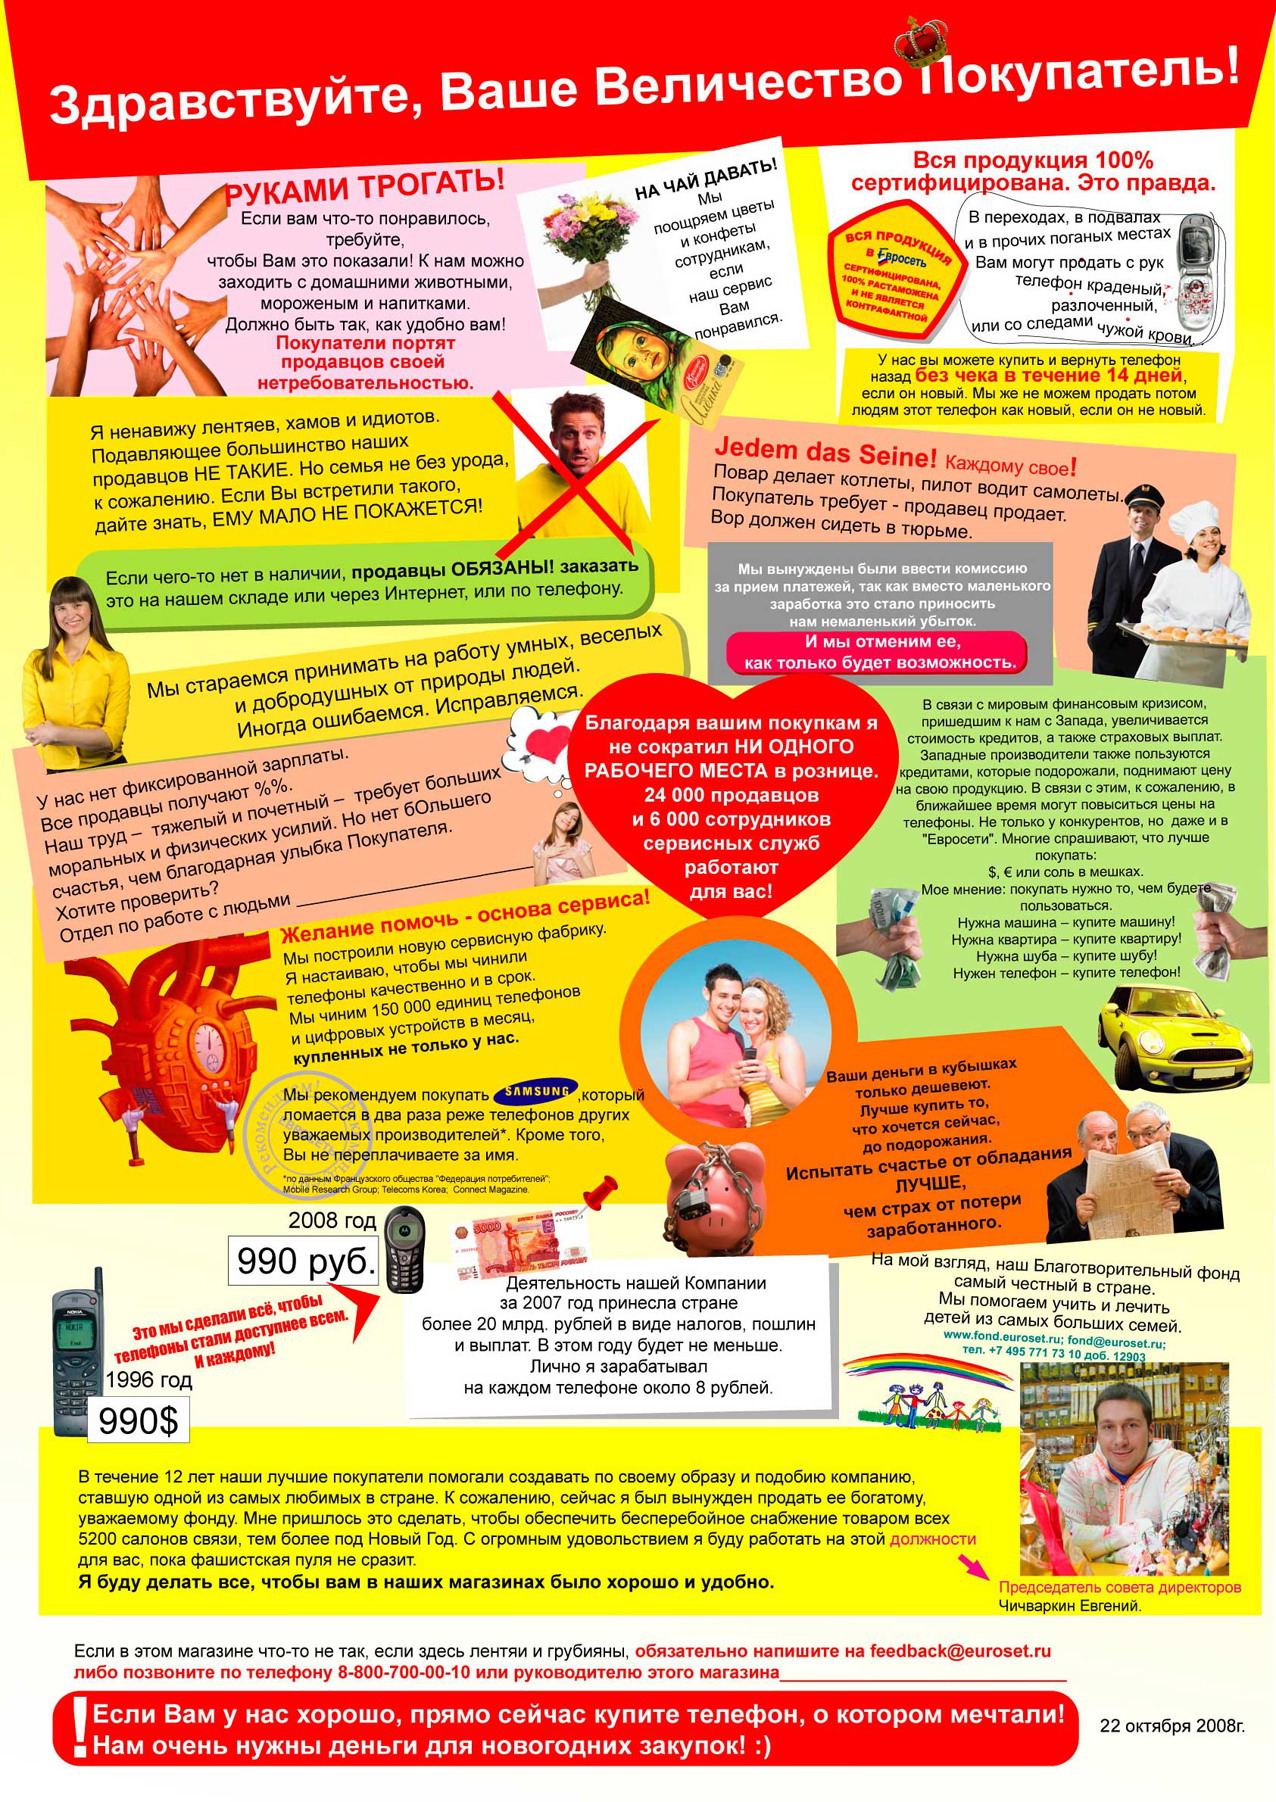 Здравствуйте, Ваше Величество Покупатель!
РУКАМИ ТРОГАТЬ!
Если вам что-то понравилось,
требуйте,
чтобы Вам это показали! К нам можно
заходить с домашними животными,
мороженым и напитками.
Должно быть так, как удобно вам!
Покупатели портят
продавцов своей
нетребовательностью.
НА ЧАЙ ДАВАТЬ!
Мы
поощряем цветы
и конфеты
сотрудникам,
если
наш сервис
Вам
понравился.
Алёнка
Вся продукция 100%
сертифицирована. Это правда.
ВСЯ ПРОДУКЦИЯ
в Евросеть
СЕРТИФИЦИРОВАНА,
100% РАСТАМОЖЕНА
И НЕ ЯВЛЯЕТСЯ
КОНТРАФАКТНОЙ
В переходах, в подвалах
и в прочих поганых местах
Вам могут продать с рук
телефон краденый,
разлоченный,
или со следами чужой крови...
У нас вы можете купить и вернуть телефон
назад без чека в течение 14 дней,
если он новый. Мы же не можем продать потом
людям этот телефон как новый, если он не новый.
Я ненавижу лентяев, хамов и идиотов.
Подавляющее большинство наших
продавцов НЕ ТАКИЕ. Но семья не без урода,
к сожалению. Если Вы встретили такого,
дайте знать, ЕМУ МАЛО НЕ ПОКАЖЕТСЯ!
Jedem das Seine! Каждому свое!
Повар делает котлеты, пилот водит самолеты.
Покупатель требует - продавец продает.
Вор должен сидеть в тюрьме.
Если чего-то нет в наличии, продавцы ОБЯЗАНЫ! заказать
это на нашем складе или через Интернет, или по телефону.
Мы вынуждены были ввести комиссию
за прием платежей, так как вместо маленького
заработка это стало приносить
нам немаленький убыток.
И мы отменим ее,
как только будет возможность.
Мы стараемся принимать на работу умных, веселых
и добродушных от природы людей.
Иногда ошибаемся. Исправляемся.
У нас нет фиксированной зарплаты.
Все продавцы получают %%.
Наш труд – тяжелый и почетный – требует больших
моральных и физических усилий. Но нет бОльшего
счастья, чем благодарная улыбка Покупателя.
Хотите проверить?
Отдел по работе с людьми ________________
Благодаря вашим покупкам я
не сократил НИ ОДНОГО
РАБОЧЕГО МЕСТА в рознице.
24 000 продавцов
и 6 000 сотрудников
сервисных служб
работают
для вас!
В связи с мировым финансовым кризисом,
пришедшим к нам с Запада, увеличивается
стоимость кредитов, а также страховых выплат.
Западные производители также пользуются
кредитами, которые подорожали, поднимают цену
на свою продукцию. В связи с этим, к сожалению, в
ближайшее время могут повыситься цены на
телефоны. Не только у конкурентов, но даже и в
"Евросети". Многие спрашивают, что лучше
покупать:
$, € или соль в мешках.
Мое мнение: покупать нужно то, чем будете
пользоваться.
Нужна машина – купите машину!
Нужна квартира – купите квартиру!
Нужна шуба – купите шубу!
Нужен телефон – купите телефон!
Желание помочь - основа сервиса!
Мы построили новую сервисную фабрику.
Я настаиваю, чтобы мы чинили
телефоны качественно и в срок.
Мы чиним 150 000 единиц телефонов
и цифровых устройств в месяц,
купленных не только у нас.
Мы рекомендуем покупать SAMSUNG ,который
ломается в два раза реже телефонов других
уважаемых производителей*. Кроме того,
Вы не переплачиваете за имя.
*по данным Французского общества "Федерация потребителей";
Mobile Research Group; Telecoms Korea; Connect Magazine.
Ваши деньги в кубышках
только дешевеют.
Лучше купить то,
что хочется сейчас,
до подорожания.
Испытать счастье от обладания
ЛУЧШЕ,
чем страх от потери
заработанного.
2008 год
990 руб.
Это мы сделали всё, чтобы
телефоны стали доступнее всем.
И каждому!
NOKIA
1996 год
990$
5000
Деятельность нашей Компании
за 2007 год принесла стране
более 20 млрд. рублей в виде налогов, пошлин
и выплат. В этом году будет не меньше.
Лично я зарабатывал
на каждом телефоне около 8 рублей.
На мой взгляд, наш Благотворительный фонд
самый честный в стране.
Мы помогаем учить и лечить
детей из самых больших семей.
www.fond.euroset.ru; fond@euroset.ru;
тел. +7 495 771 73 10 доб. 12903
В течение 12 лет наши лучшие покупатели помогали создавать по своему образу и подобию компанию,
ставшую одной из самых любимых в стране. К сожалению, сейчас я был вынужден продать ее богатому,
уважаемому фонду. Мне пришлось это сделать, чтобы обеспечить бесперебойное снабжение товаром всех
5200 салонов связи, тем более под Новый Год. С огромным удовольствием я буду работать на этой должности
для вас, пока фашистская пуля не сразит.
Я буду делать все, чтобы вам в наших магазинах было хорошо и удобно.
Председатель совета директоров
Чичваркин Евгений.
Если в этом магазине что-то не так, если здесь лентяи и грубияны, обязательно напишите на feedback@euroset.ru
либо позвоните по телефону 8-800-700-00-10 или руководителю этого магазина________________
! Если Вам у нас хорошо, прямо сейчас купите телефон, о котором мечтали!
Нам очень нужны деньги для новогодних закупок! :)
22 октября 2008г.